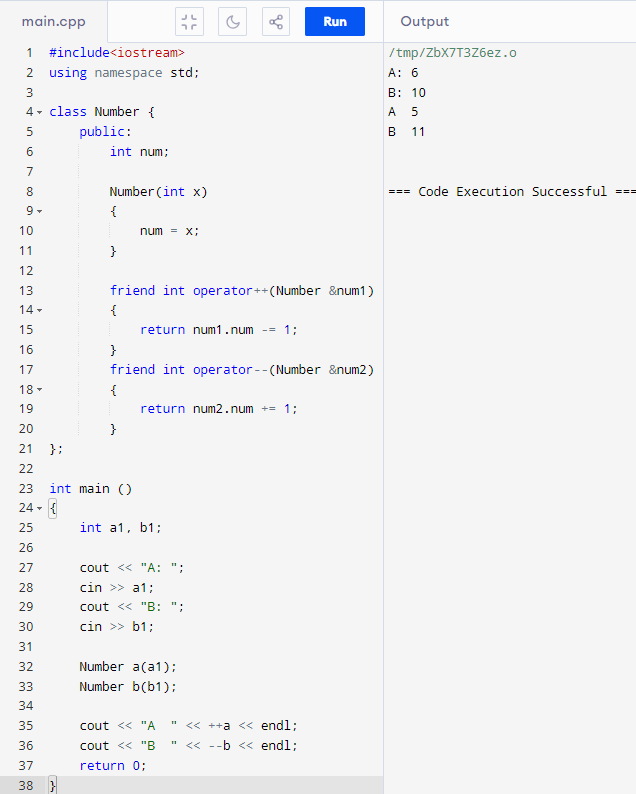 main.cpp
Run
Output
1 #include<iostream>
2 using namespace std;
3
4 class Number {
5     public:
6         int num;
7
8         Number(int x)
9         {
10             num = x;
11         }
12
13         friend int operator++(Number &num1)
14         {
15             return num1.num -= 1;
16         }
17         friend int operator--(Number &num2)
18         {
19             return num2.num += 1;
20         }
21 };
22
23 int main ()
24 {
25     int a1, b1;
26
27     cout << "A: ";
28     cin >> a1;
29     cout << "B: ";
30     cin >> b1;
31
32     Number a(a1);
33     Number b(b1);
34
35     cout << "A  " << ++a << endl;
36     cout << "B  " << --b << endl;
37     return 0;
38 }
/tmp/ZbX7T3Z6ez.o
A: 6
B: 10
A  5
B  11
=== Code Execution Successful ===